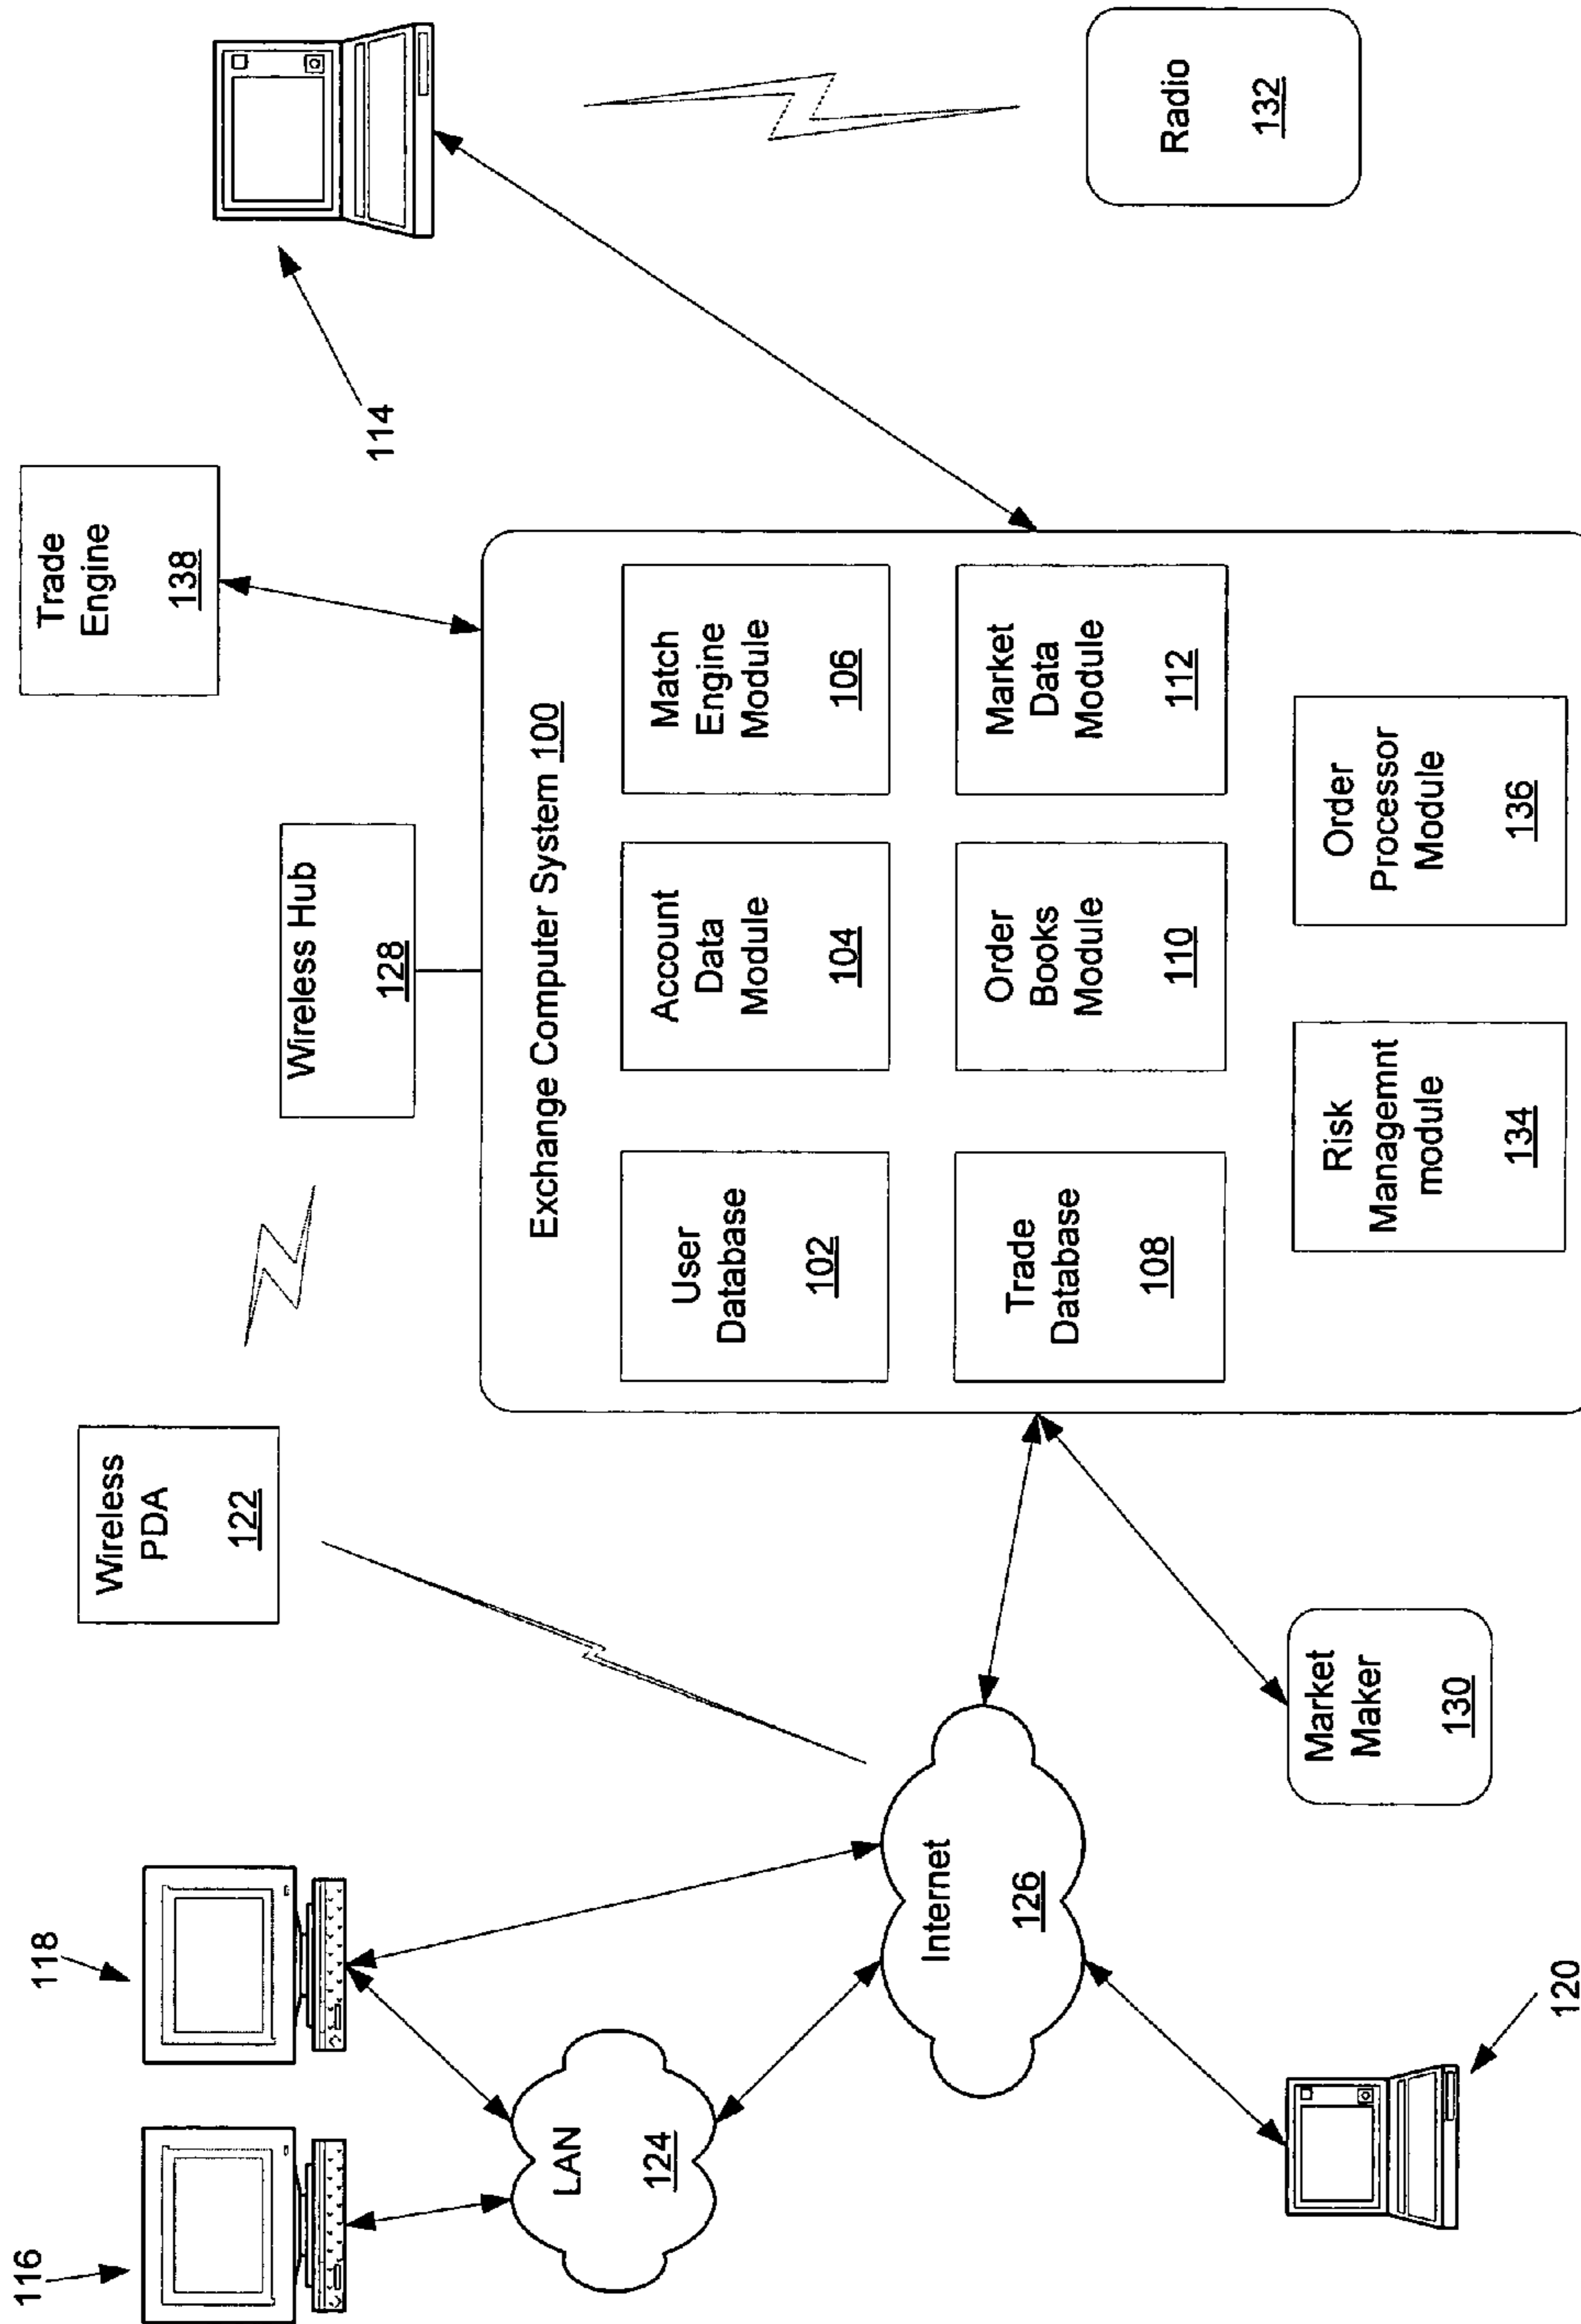 116
118
Wireless
PDA
122
Wireless Hub
128
Trade
Engine
138
114
LAN
124
Internet
126
120
Market
Maker
130
Exchange Computer System 100
User
Database
102
Account
Data
Module
104
Match
Engine
Module
106
Trade
Database
108
Order
Books
Module
110
Market
Data
Module
112
Risk
Managemnt
module
134
Order
Processor
Module
136
Radio
132